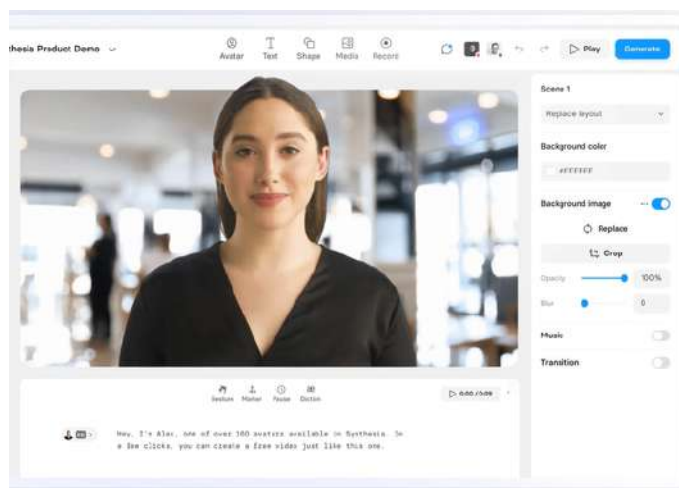 thesia Product Demo
Avatar Text Shape Media Record
Play Generate
Scene 1
Replace layout
Background color
#FFFFFF
Background image
Replace
Crop
Opacity 100%
Blur 0
Music
Transition
Gesture Marker Pause Diction
Hey, I'm Alex, one of over 160 avatars available in Synthesia. In
a few clicks, you can create a free video just like this one.